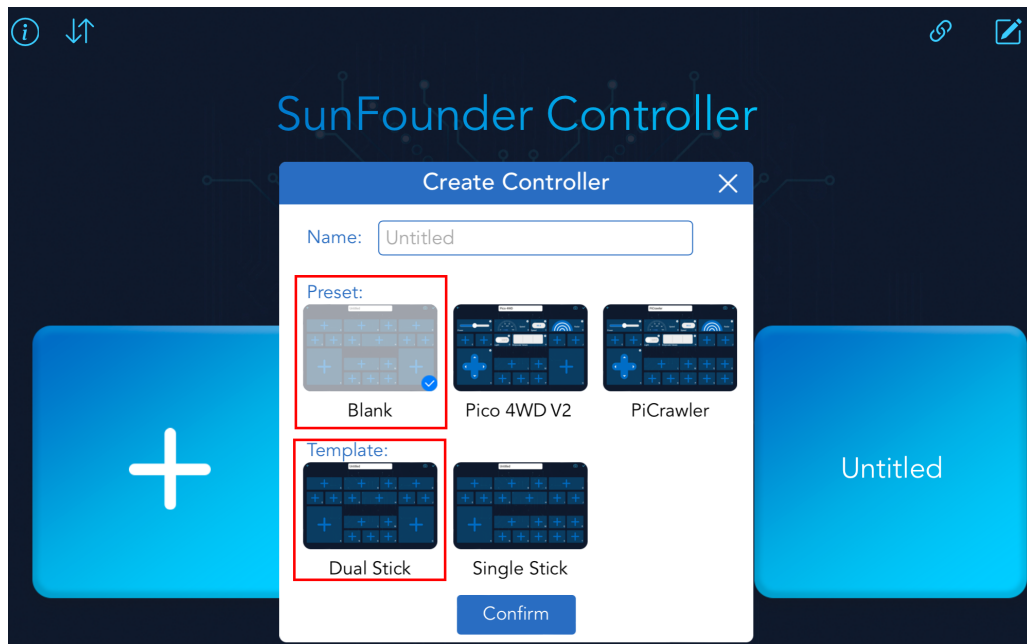 SunFounder Controller
Create Controller
Name: Untitled
Preset:
Blank
Pico 4WD V2
PiCrawler
Template:
Dual Stick
Single Stick
Confirm
Untitled